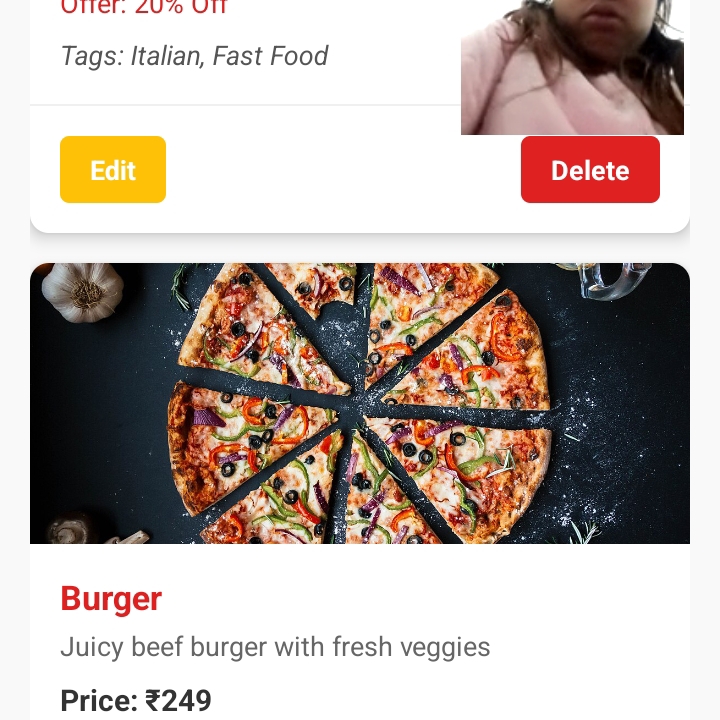 Offer: 20% Off
Tags: Italian, Fast Food
Edit
Delete
Burger
Juicy beef burger with fresh veggies
Price: ₹249